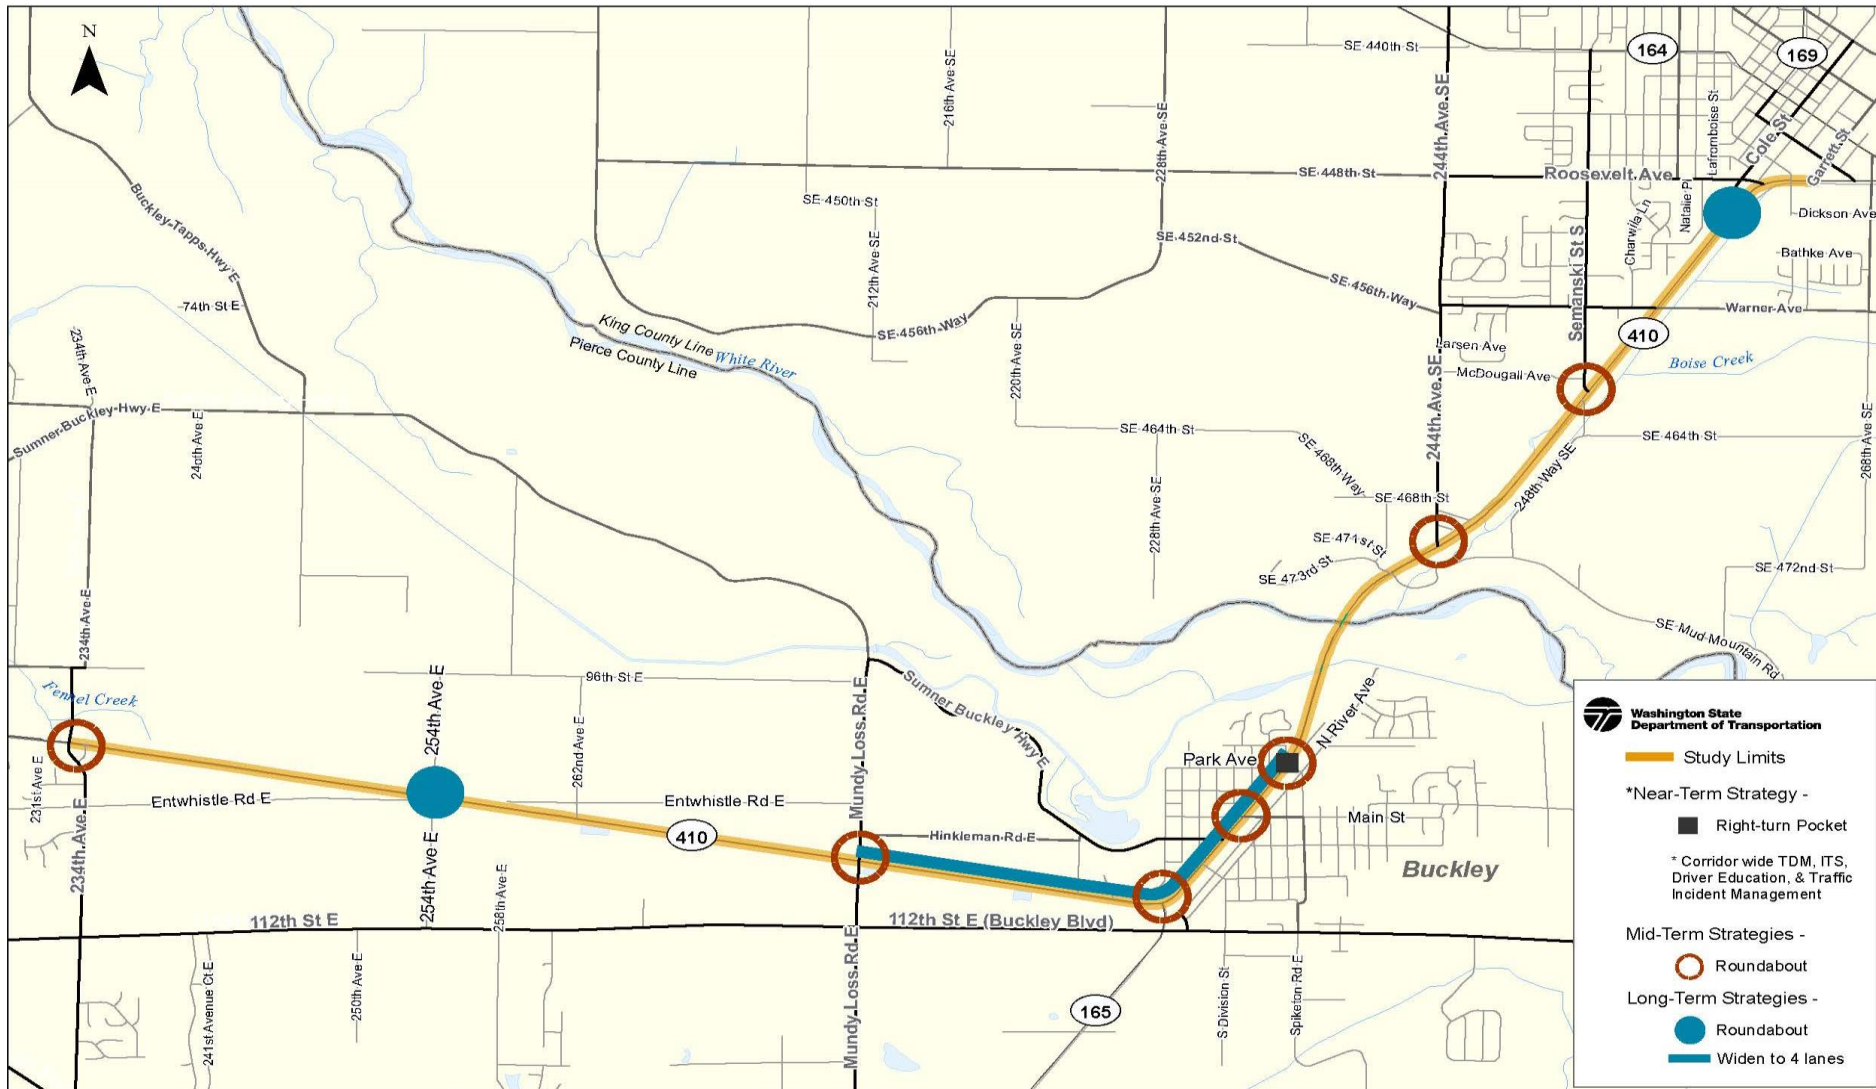 N
SE 440th St
164
169
216th Ave SE
228th Ave SE
244th Ave SE
Lafromboise St
Cole St
Garrett St
SE 448th St
Roosevelt Ave
Buckley-Tapps Hwy E
SE 450th St
212th Ave SE
SE 452nd St
Semanski St S
Charwila Ln
Natalie Pl
Dickson Ave
Bathke Ave
SE 456th Way
Warner Ave
74th St E
234th Ave E
King County Line
Pierce County Line
White River
SE 456th Way
220th Ave SE
Larsen Ave
410
McDougall Ave
Boise Creek
Sumner-Buckley Hwy E
240th Ave E
SE 464th St
SE 468th Way
244th Ave SE
SE 464th St
268th Ave SE
228th Ave SE
SE 468th St
248th Way SE
SE 471st St
SE 473rd St
SE 472nd St
234th Ave E
SE Mud Mountain Rd
Fennel Creek
96th St E
254th Ave E
262nd Ave E
Mundy Loss Rd E
Sumner Buckley Hwy E
N River Ave
Park Ave
231st Ave E
Entwhistle Rd E
Entwhistle Rd E
410
Hinkleman Rd E
Main St
Buckley
234th Ave E
254th Ave E
258th Ave E
112th St E
112th St E (Buckley Blvd)
241st Avenue Ct E
250th Ave E
Mundy Loss Rd E
165
S Division St
Spiketon Rd E
Washington State
Department of Transportation
Study Limits
*Near-Term Strategy -
Right-turn Pocket
* Corridor wide TDM, ITS,
Driver Education, & Traffic
Incident Management
Mid-Term Strategies -
Roundabout
Long-Term Strategies -
Roundabout
Widen to 4 lanes